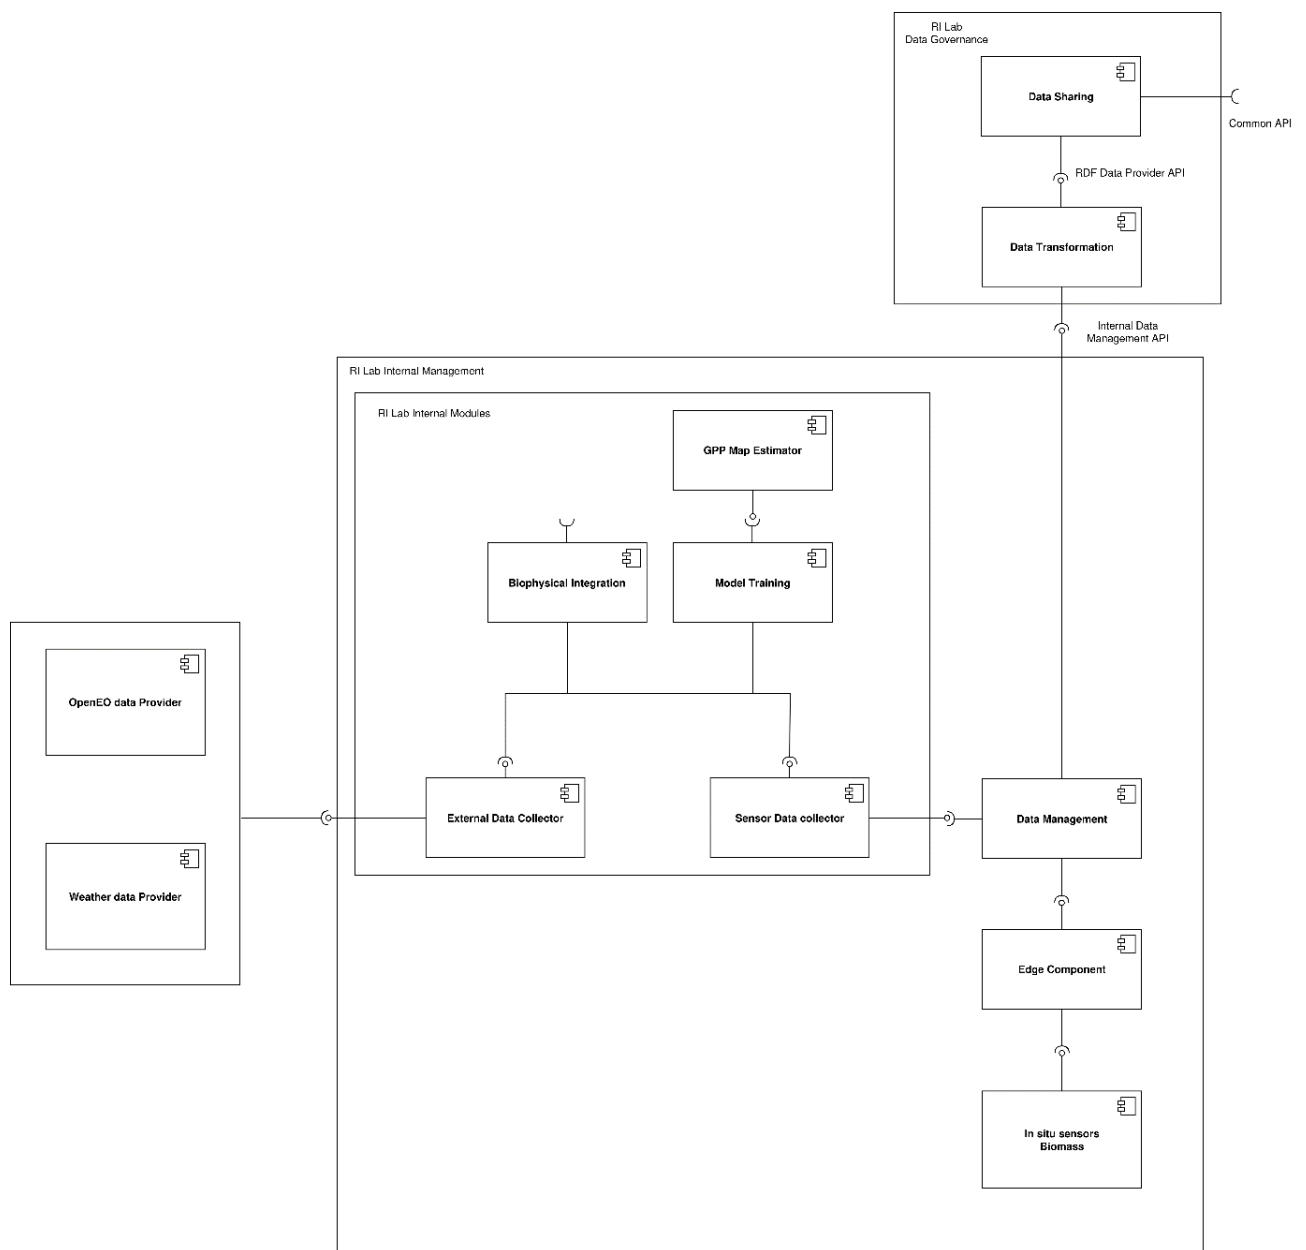 RI Lab
Data Governance
Data Sharing
Common API
RDF Data Provider API
Data Transformation
Internal Data
Management API
RI Lab Internal Management
RI Lab Internal Modules
GPP Map Estimator
Biophysical Integration
Model Training
OpenEO data Provider
External Data Collector
Sensor Data collector
Data Management
Weather data Provider
Edge Component
In situ sensors
Biomass